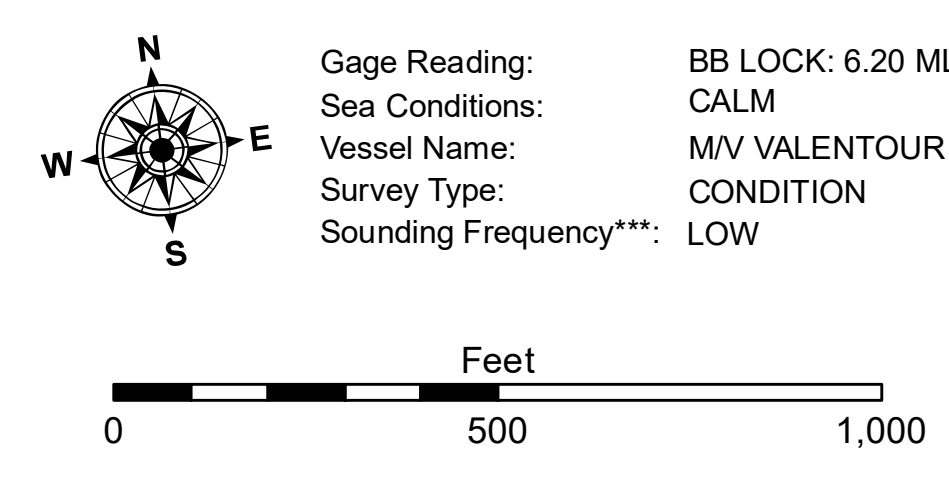 N
W
E
S
Gage Reading: BB LOCK: 6.20 ML
Sea Conditions: CALM
Vessel Name: M/V VALENTOUR
Survey Type: CONDITION
Sounding Frequency***: LOW
Feet
0 500 1,000